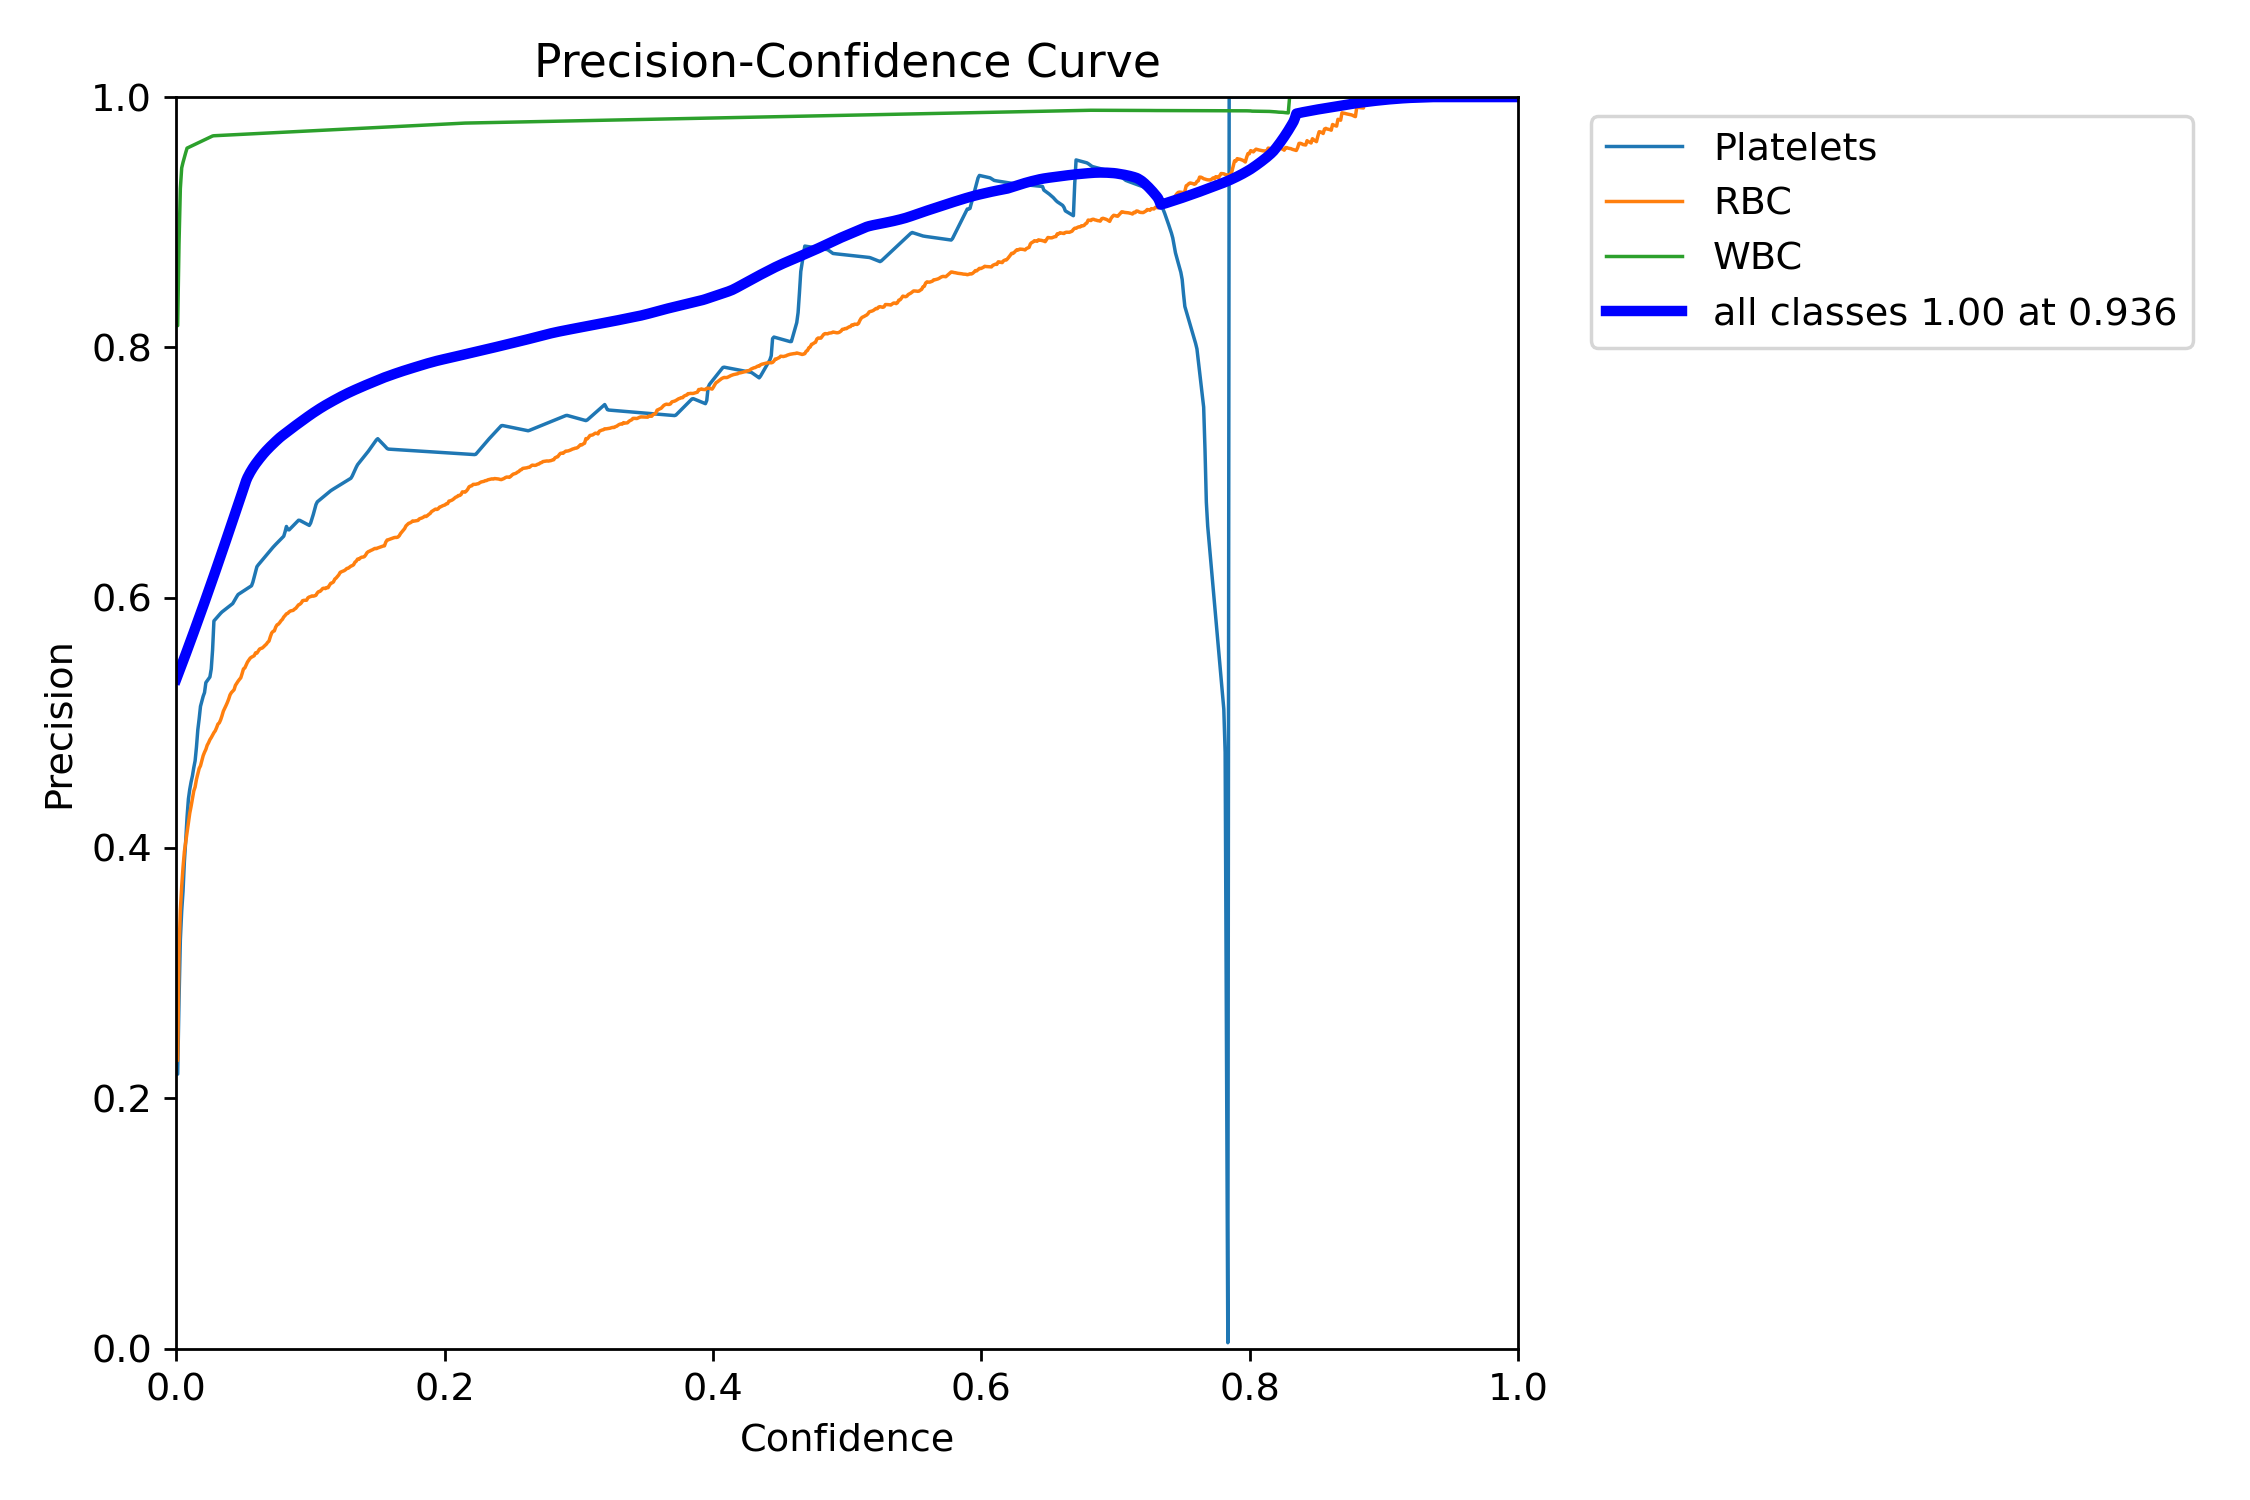 Precision-Confidence Curve
1.0
0.8
0.6
0.4
0.2
0.0
Precision
0.0 0.2 0.4 0.6 0.8 1.0
Confidence
Platelets
RBC
WBC
all classes 1.00 at 0.936